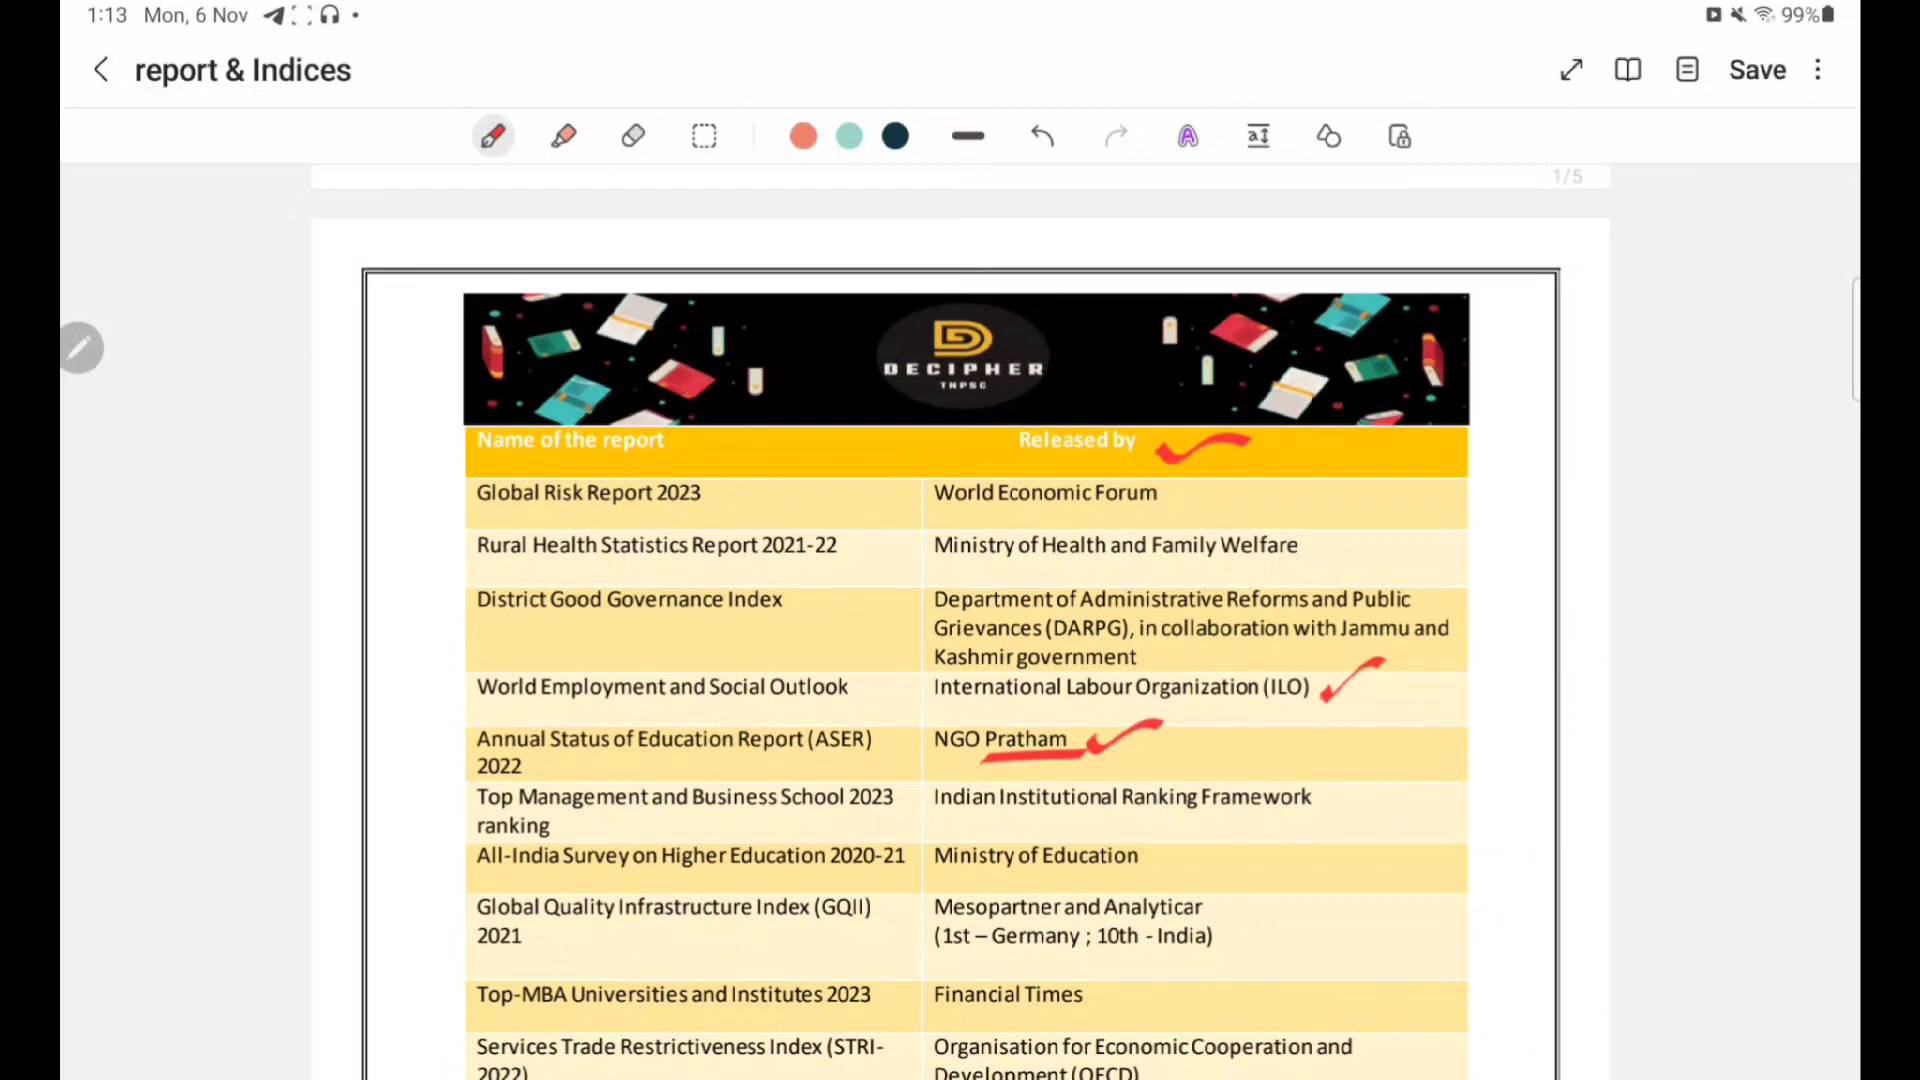 1:13 Mon, 6 Nov
99%
report & Indices
Save
1/5
DECIPHER
TNPSC
Name of the report
Released by
Global Risk Report 2023
World Economic Forum
Rural Health Statistics Report 2021-22
Ministry of Health and Family Welfare
District Good Governance Index
Department of Administrative Reforms and Public
Grievances (DARPG), in collaboration with Jammu and
Kashmir government
World Employment and Social Outlook
International Labour Organization (ILO)
Annual Status of Education Report (ASER)
2022
NGO Pratham
Top Management and Business School 2023
ranking
Indian Institutional Ranking Framework
All-India Survey on Higher Education 2020-21
Ministry of Education
Global Quality Infrastructure Index (GQII)
2021
Mesopartner and Analyticar
(1st – Germany ; 10th - India)
Top-MBA Universities and Institutes 2023
Financial Times
Services Trade Restrictiveness Index (STRI-
2022)
Organisation for Economic Cooperation and
Development (OECD)